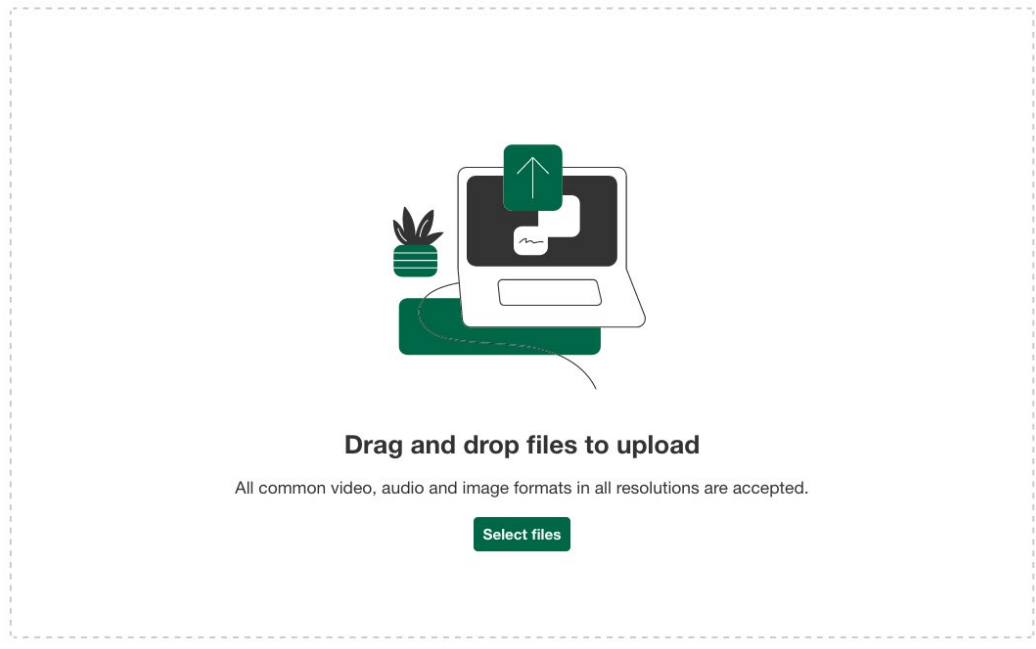 Drag and drop files to upload
All common video, audio and image formats in all resolutions are accepted.
Select files